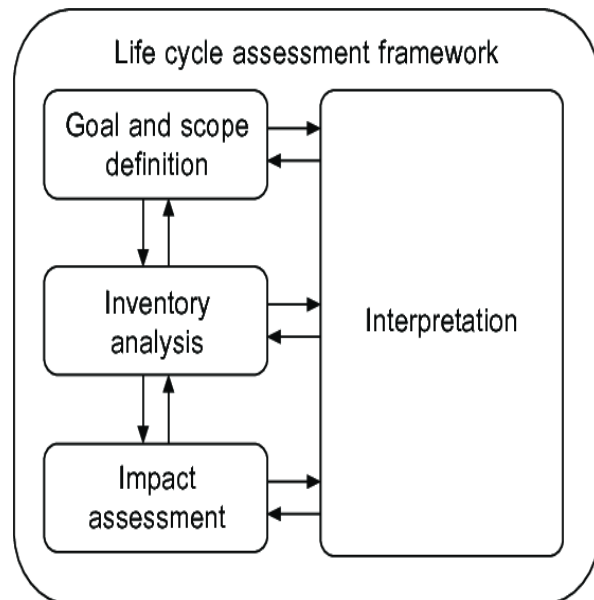 Life cycle assessment framework
Goal and scope
definition
Inventory
analysis
Impact
assessment
Interpretation